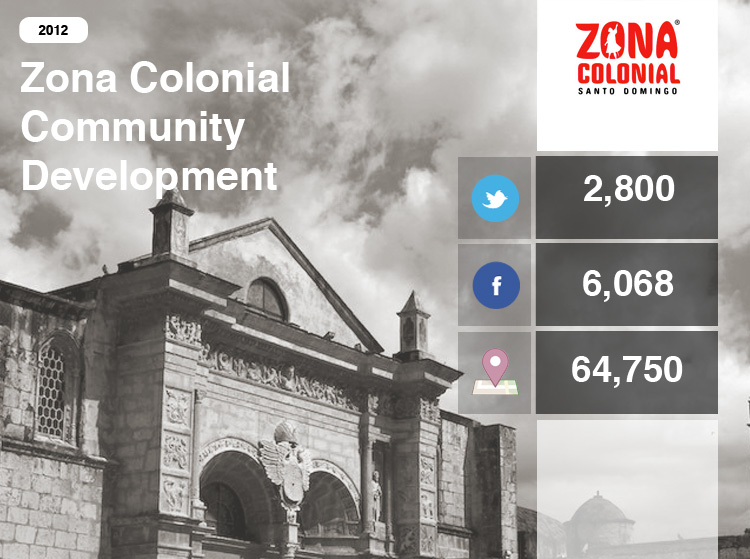 2012
Zona Colonial
Community
Development
ZONA®
COLONIAL
SANTO DOMINGO
2,800
f
6,068
64,750